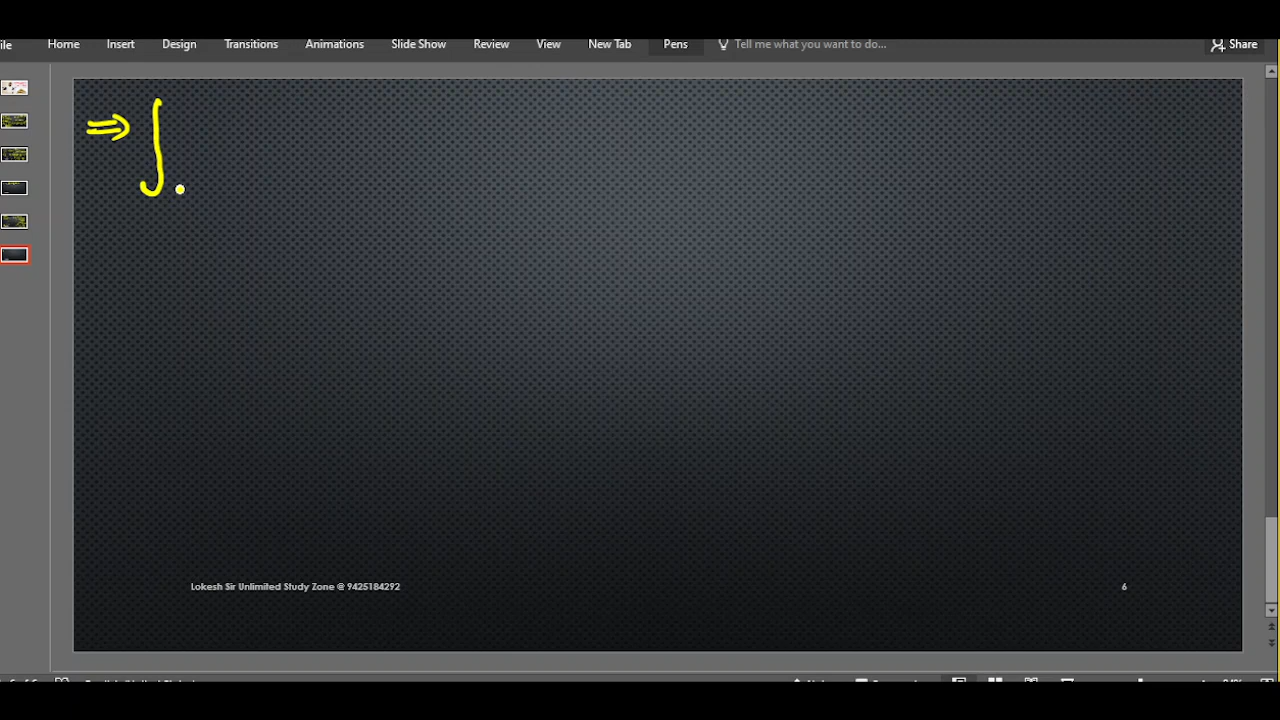 ile Home Insert Design Transitions Animations Slide Show Review View New Tab Pens Tell me what you want to do... Share
⇒ ∫
Lokesh Sir Unlimited Study Zone @ 9425184292 6